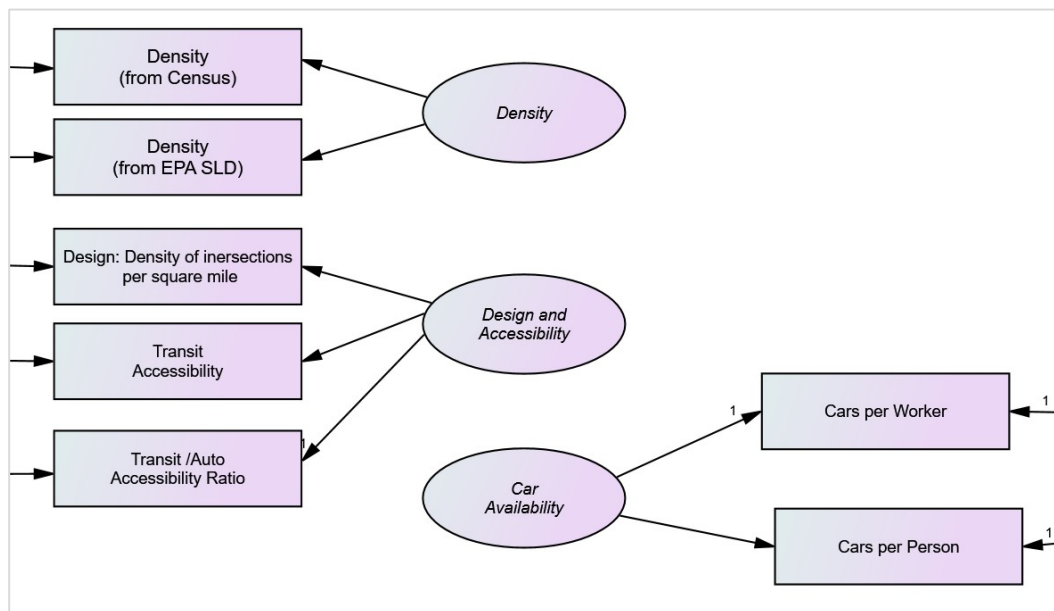 Density
(from Census)
Density
Density
(from EPA SLD)
Design: Density of inersections
per square mile
Design and
Accessibility
Transit
Accessibility
1
Cars per Worker
1
1
Transit /Auto
Accessibility Ratio
Car
Availability
Cars per Person
1